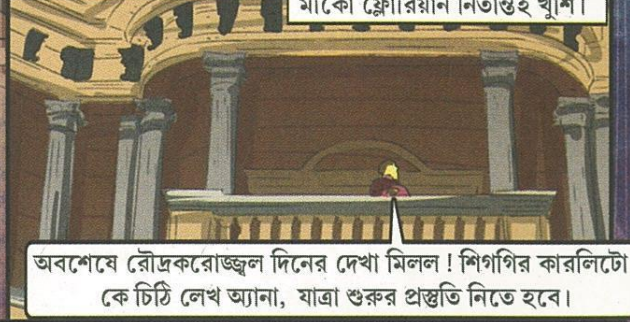 মার্কো ফ্লোরিয়ান নিতান্তই খুশি।
অবশেষে রৌদ্রকরোজ্জ্বল দিনের দেখা মিলল ! শিগগির কারলিটো
কে চিঠি লেখ অ্যানা, যাত্রা শুরুর প্রস্তুতি নিতে হবে।